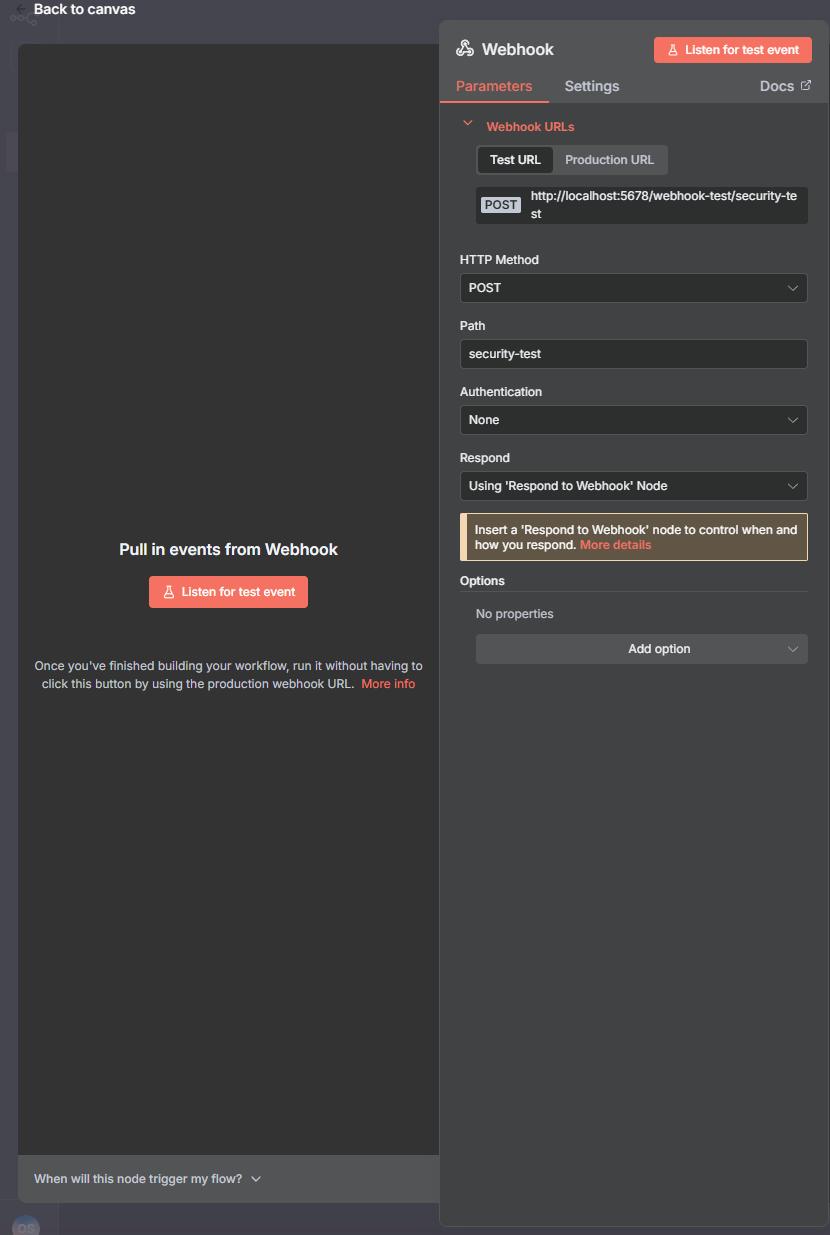 Back to canvas
Webhook
Listen for test event
Parameters
Settings
Docs
Webhook URLs
Test URL
Production URL
POST
http://localhost:5678/webhook-test/security-te
st
HTTP Method
POST
Path
security-test
Authentication
None
Respond
Using 'Respond to Webhook' Node
Insert a 'Respond to Webhook' node to control when and
how you respond. More details
Options
No properties
Add option
Pull in events from Webhook
Listen for test event
Once you've finished building your workflow, run it without having to
click this button by using the production webhook URL. More info
When will this node trigger my flow?
OS